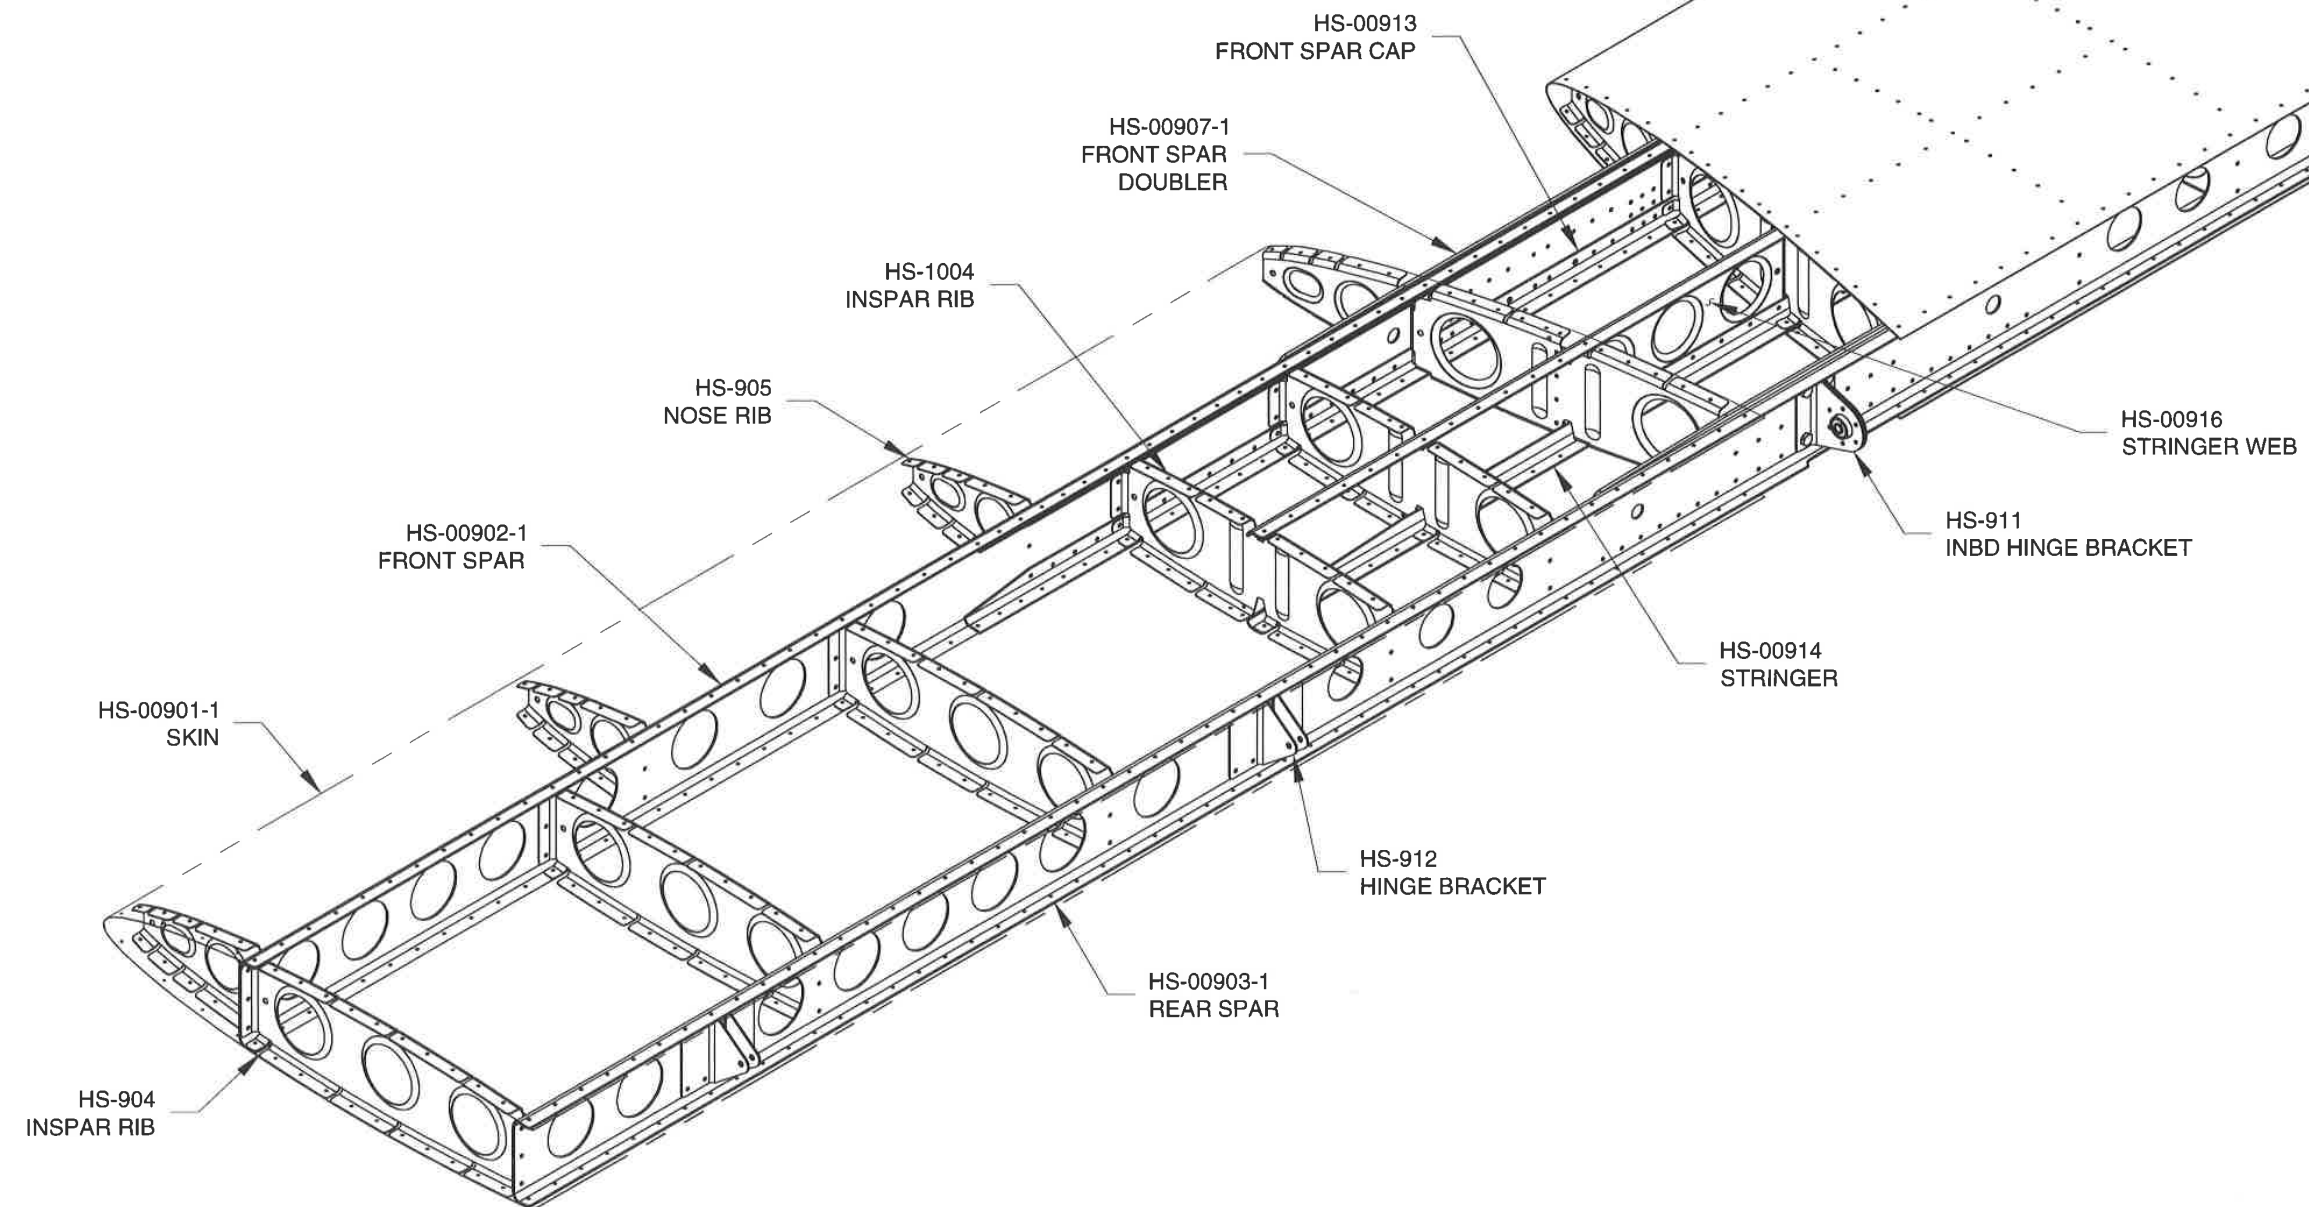 HS-00913
FRONT SPAR CAP
HS-00907-1
FRONT SPAR
DOUBLER
HS-1004
INSPAR RIB
HS-905
NOSE RIB
HS-00902-1
FRONT SPAR
HS-00901-1
SKIN
HS-904
INSPAR RIB
HS-00916
STRINGER WEB
HS-911
INBD HINGE BRACKET
HS-00914
STRINGER
HS-912
HINGE BRACKET
HS-00903-1
REAR SPAR